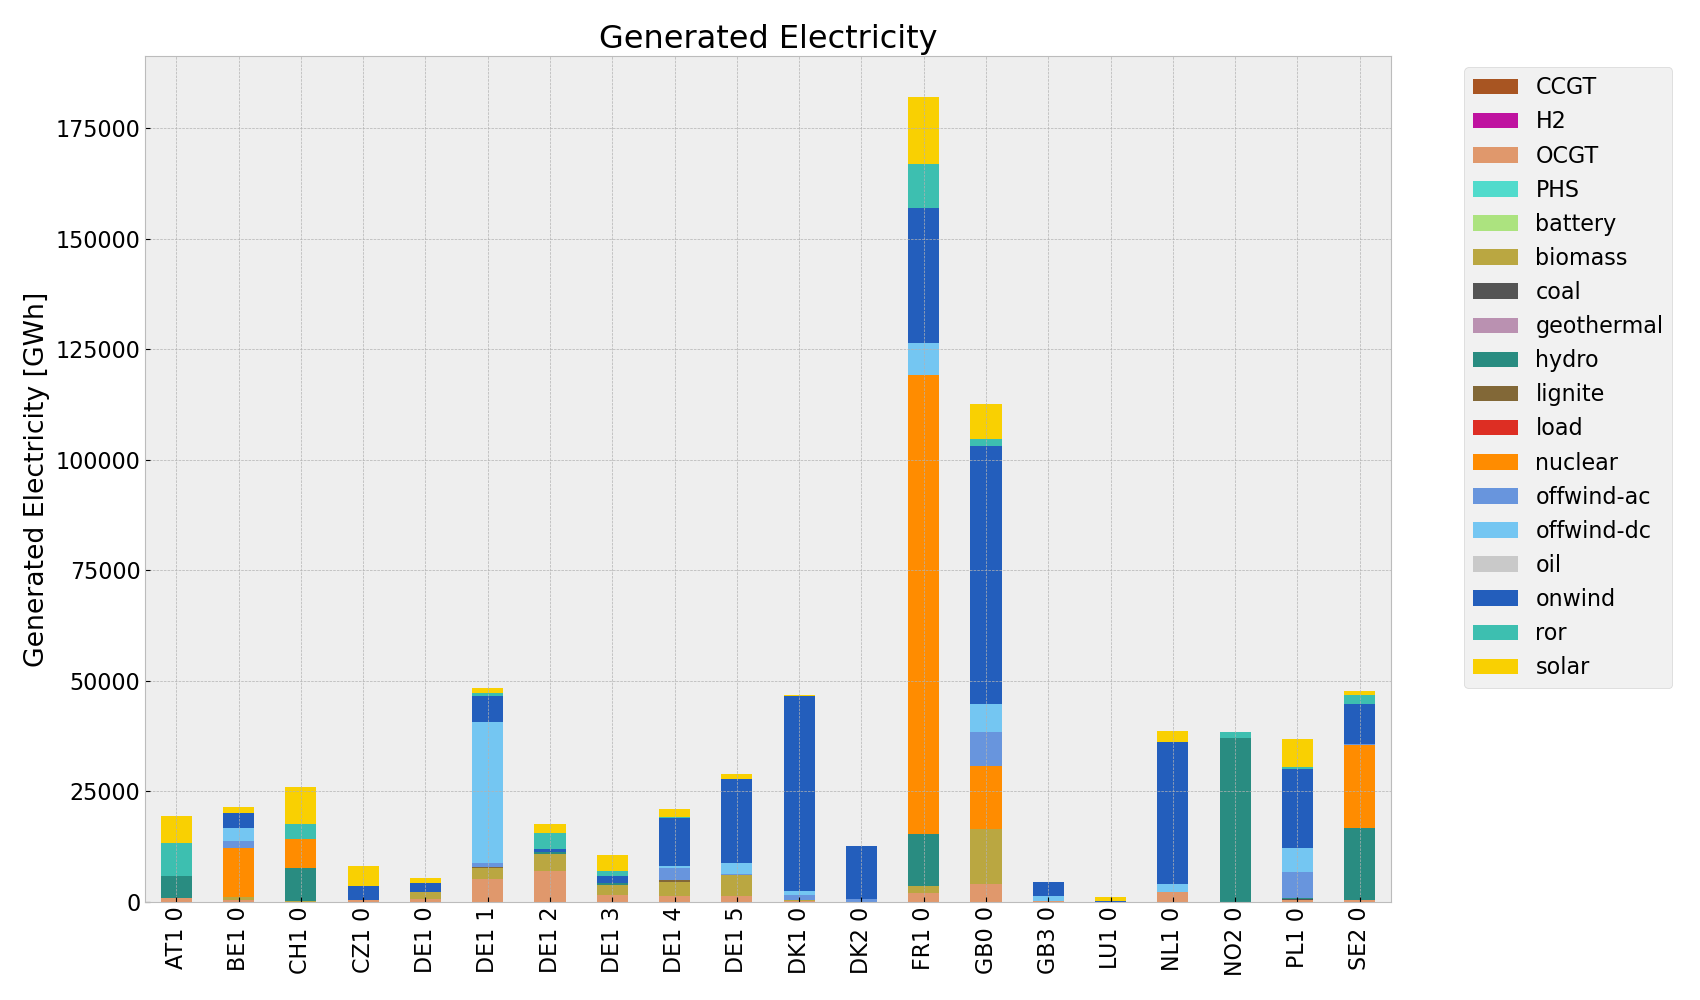 Generated Electricity
Generated Electricity [GWh]
175000
150000
125000
100000
75000
50000
25000
0
AT1 0
BE1 0
CH1 0
CZ1 0
DE1 0
DE1 1
DE1 2
DE1 3
DE1 4
DE1 5
DK1 0
DK2 0
FR1 0
GB0 0
GB3 0
LU1 0
NL1 0
NO2 0
PL1 0
SE2 0
CCGT
H2
OCGT
PHS
battery
biomass
coal
geothermal
hydro
lignite
load
nuclear
offwind-ac
offwind-dc
oil
onwind
ror
solar